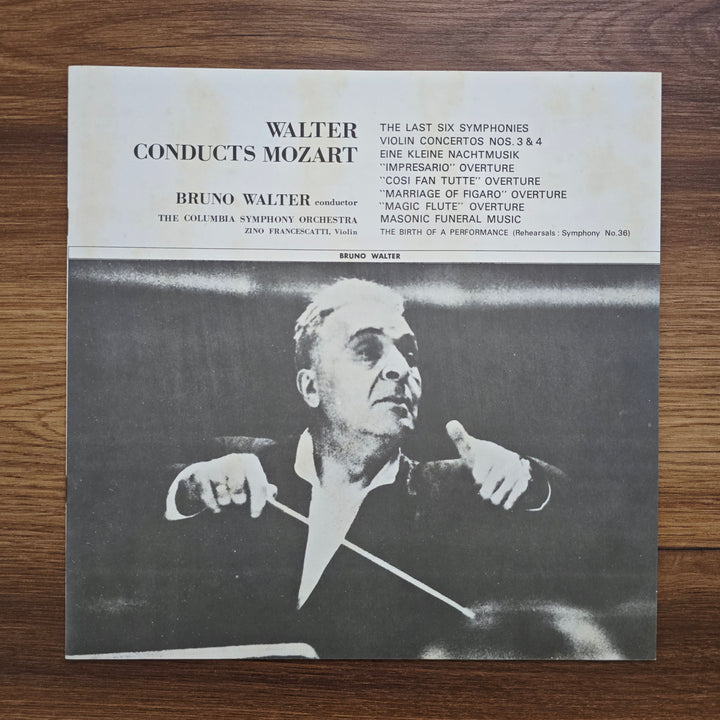 WALTER
CONDUCTS MOZART
BRUNO WALTER conductor
THE COLUMBIA SYMPHONY ORCHESTRA
ZINO FRANCESCATTI, Violin
THE LAST SIX SYMPHONIES
VIOLIN CONCERTOS NOS. 3 & 4
EINE KLEINE NACHTMUSIK
"IMPRESARIO" OVERTURE
"COSI FAN TUTTE" OVERTURE
"MARRIAGE OF FIGARO" OVERTURE
"MAGIC FLUTE" OVERTURE
MASONIC FUNERAL MUSIC
THE BIRTH OF A PERFORMANCE (Rehearsals : Symphony No.36)
BRUNO WALTER